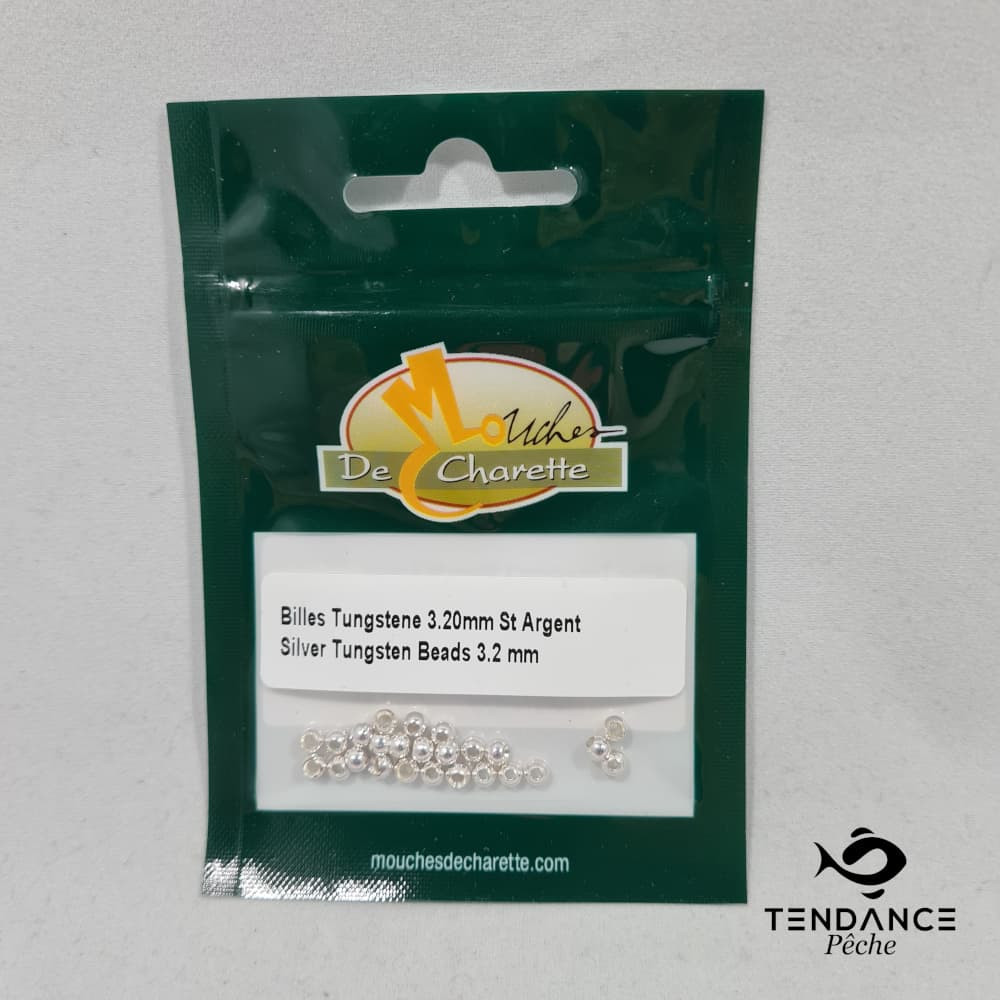 Mouches
De Charette
Billes Tungstene 3.20mm St Argent
Silver Tungsten Beads 3.2 mm
mouchesdecharette.com
TENDANCE
Pêche